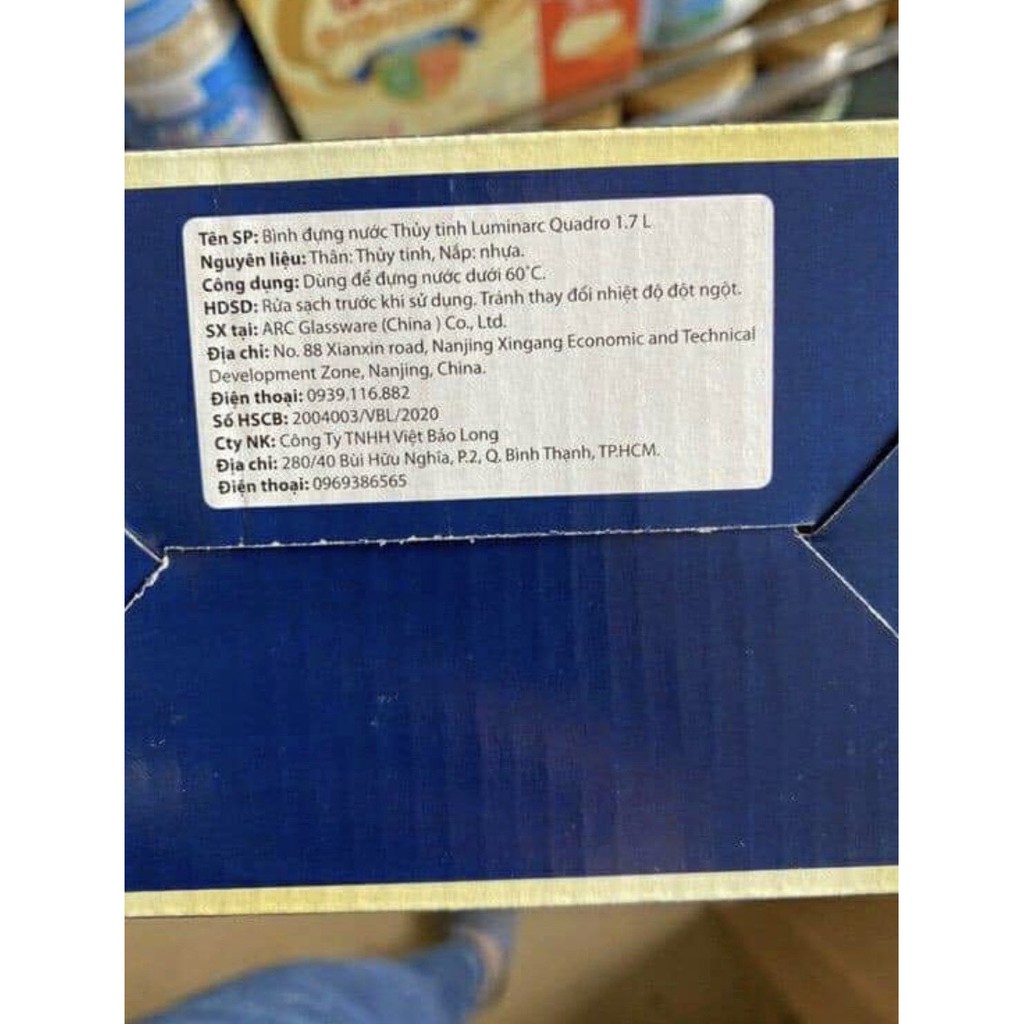 Tên SP: Bình đựng nước Thủy tinh Luminarc Quadro 1.7 L
Nguyên liệu: Thân: Thủy tinh, Nắp: nhựa.
Công dụng: Dùng để đựng nước dưới 60°C.
HDSD: Rửa sạch trước khi sử dụng. Tránh thay đổi nhiệt độ đột ngột.
SX tại: ARC Glassware (China ) Co., Ltd.
Địa chỉ: No. 88 Xianxin road, Nanjing Xingang Economic and Technical
Development Zone, Nanjing, China.
Điện thoại: 0939.116.882
Số HSCB: 2004003/VBL/2020
Cty NK: Công Ty TNHH Việt Bảo Long
Địa chỉ: 280/40 Bùi Hữu Nghĩa, P.2, Q. Bình Thạnh, TP.HCM.
Điện thoại: 0969386565